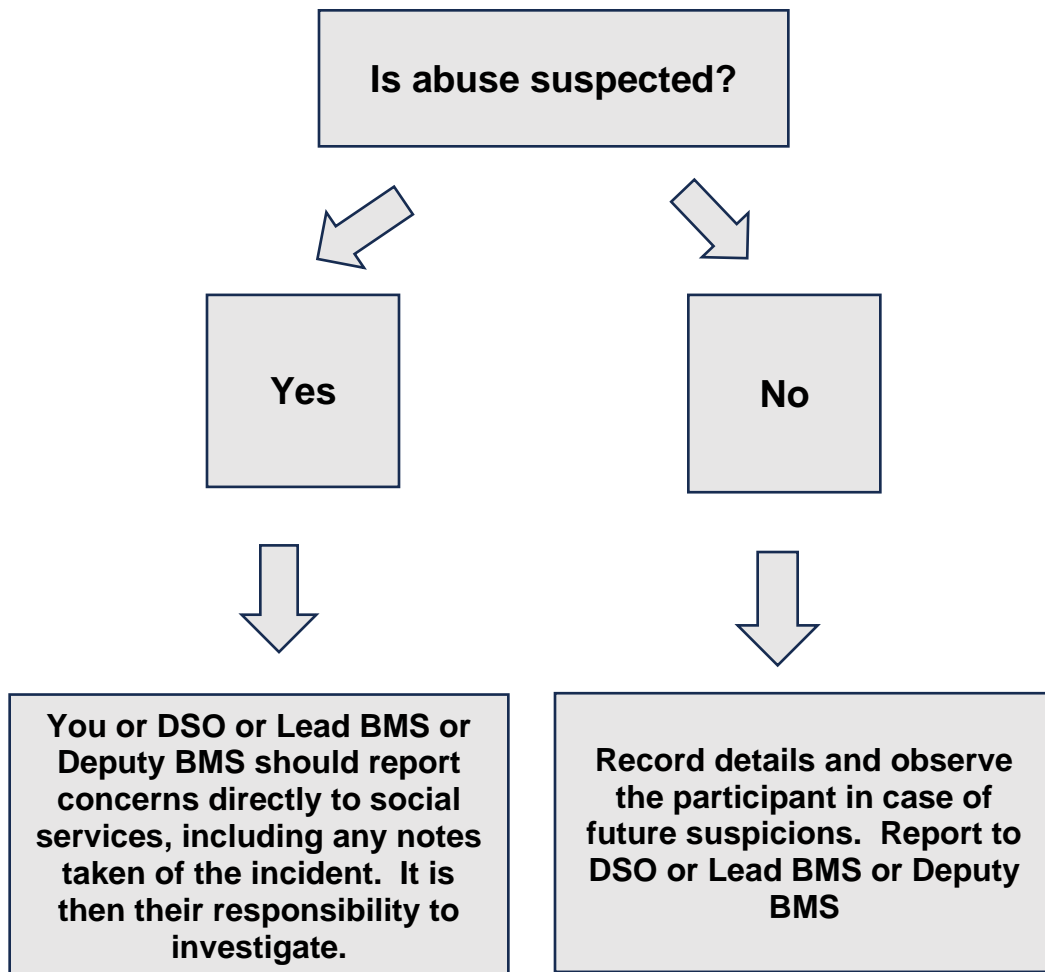 Is abuse suspected?
Yes
No
You or DSO or Lead BMS or
Deputy BMS should report
concerns directly to social
services, including any notes
taken of the incident.  It is
then their responsibility to
investigate.
Record details and observe
the participant in case of
future suspicions.  Report to
DSO or Lead BMS or Deputy
BMS